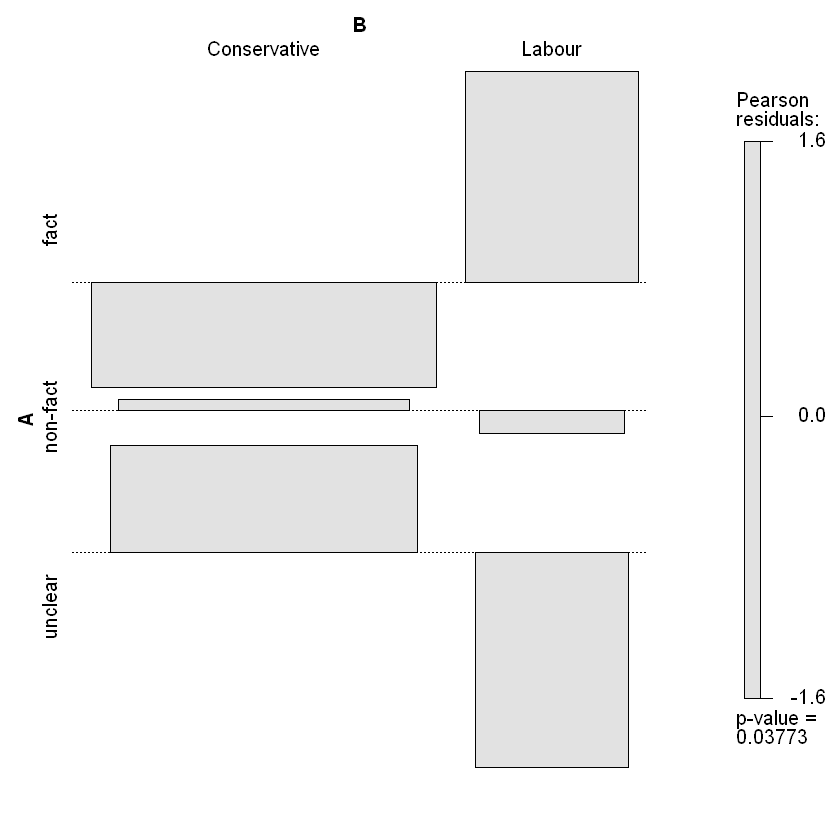 B
Conservative Labour
Pearson
residuals:
1.6
fact
A
non-fact
0.0
unclear
-1.6
p-value =
0.03773